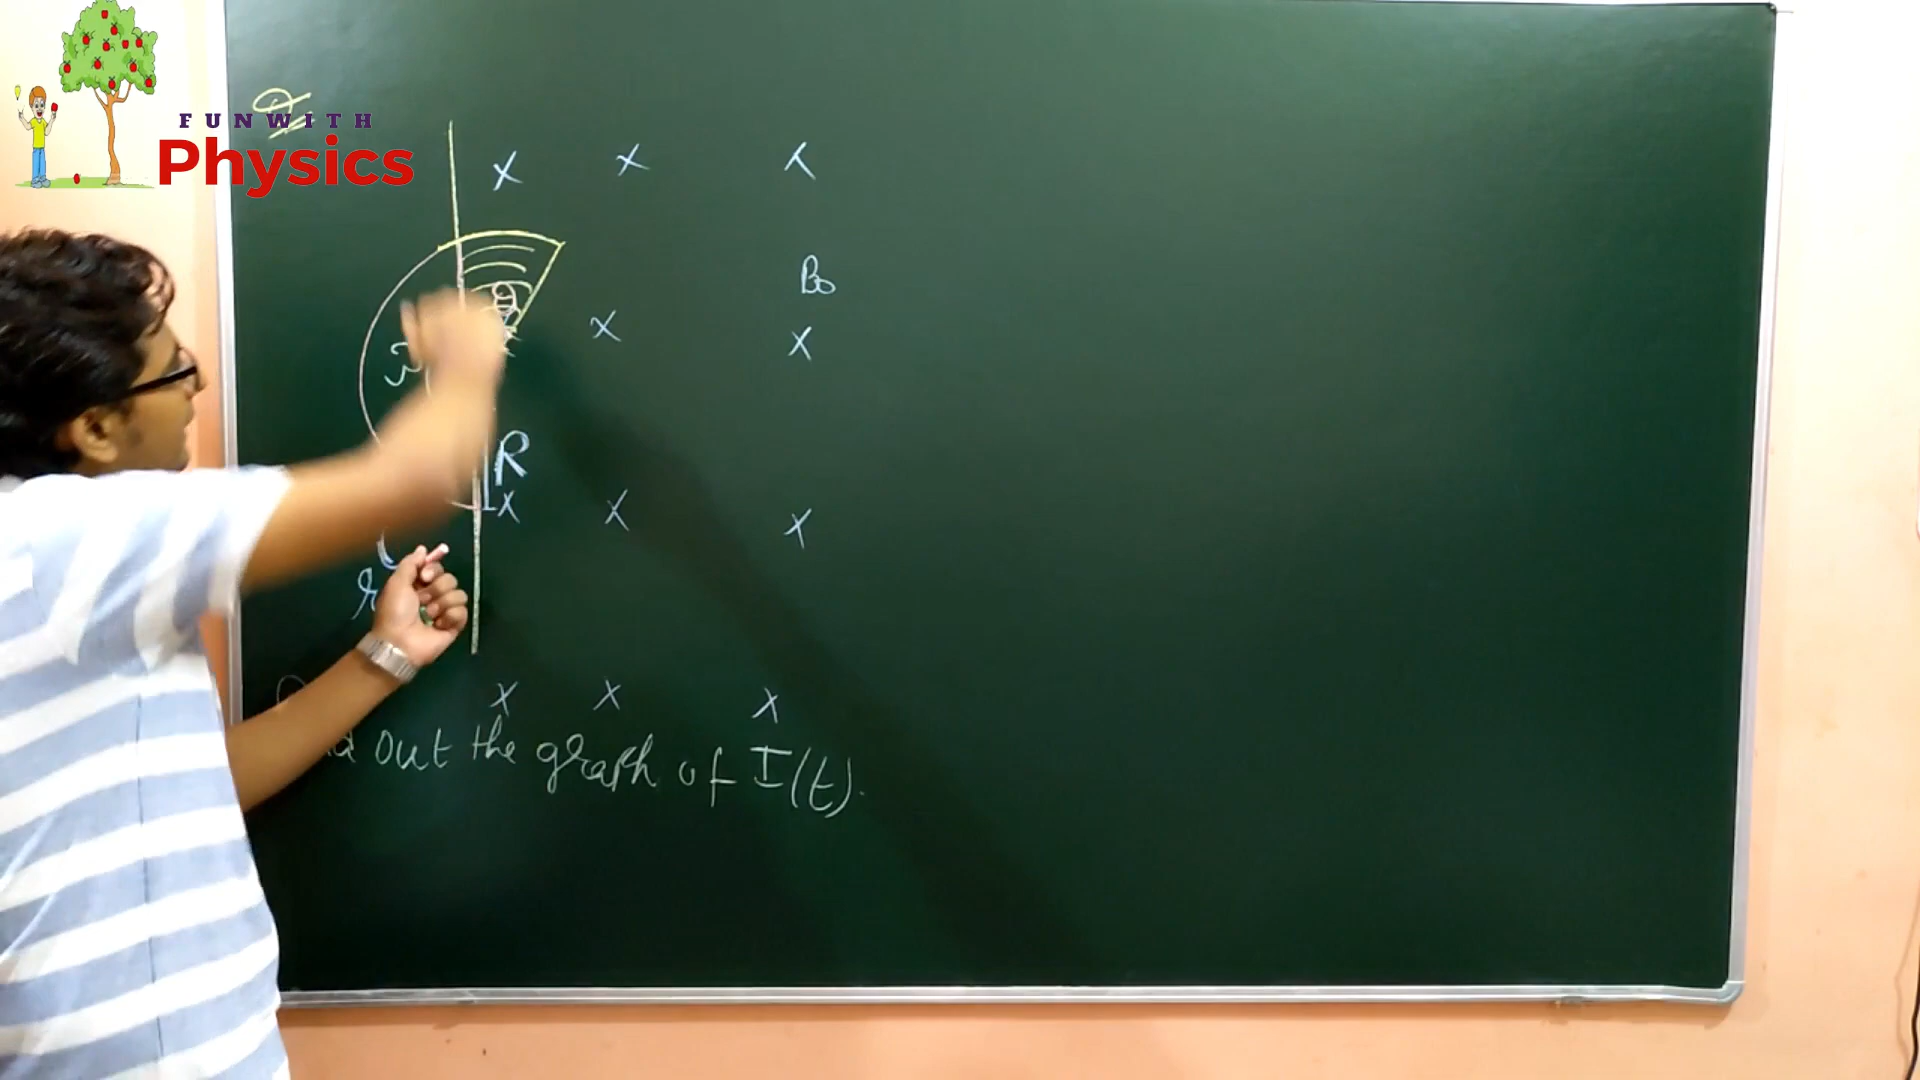 Q
FUN WITH
Physics
X X X
θ
B₀
X X
R
X X X
r
X X X
out the graph of I(t).